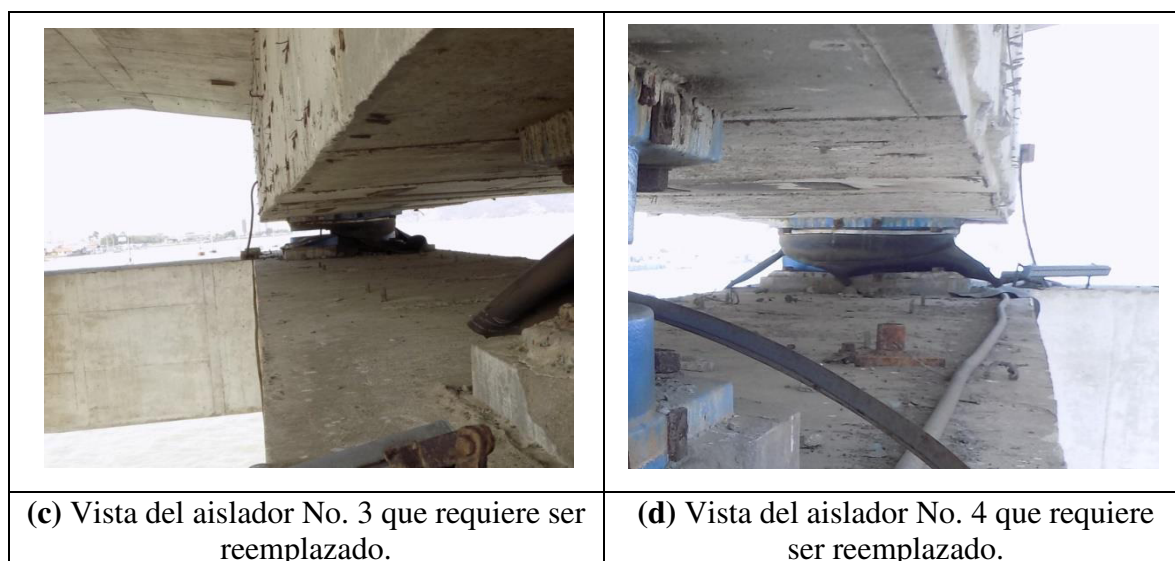 (c) Vista del aislador No. 3 que requiere ser
reemplazado.
(d) Vista del aislador No. 4 que requiere
ser reemplazado.